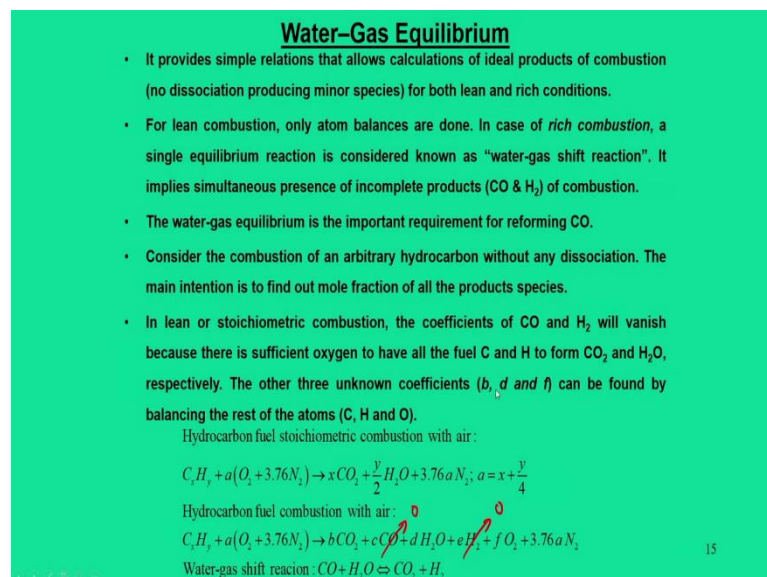 Water–Gas Equilibrium
• It provides simple relations that allows calculations of ideal products of combustion
(no dissociation producing minor species) for both lean and rich conditions.
• For lean combustion, only atom balances are done. In case of rich combustion, a
single equilibrium reaction is considered known as “water-gas shift reaction”. It
implies simultaneous presence of incomplete products (CO & H₂) of combustion.
• The water-gas equilibrium is the important requirement for reforming CO.
• Consider the combustion of an arbitrary hydrocarbon without any dissociation. The
main intention is to find out mole fraction of all the products species.
• In lean or stoichiometric combustion, the coefficients of CO and H₂ will vanish
because there is sufficient oxygen to have all the fuel C and H to form CO₂ and H₂O,
respectively. The other three unknown coefficients (b, d and f) can be found by
balancing the rest of the atoms (C, H and O).
Hydrocarbon fuel stoichiometric combustion with air :
CₓHᵧ + a(O₂ + 3.76N₂) → xCO₂ + y/2 H₂O + 3.76a N₂; a = x + y/4
Hydrocarbon fuel combustion with air : 0 0
CₓHᵧ + a(O₂ + 3.76N₂) → bCO₂ + cCO + d H₂O + e H₂ + f O₂ + 3.76a N₂
15
Water-gas shift reacion : CO + H₂O ⇔ CO₂ + H₂